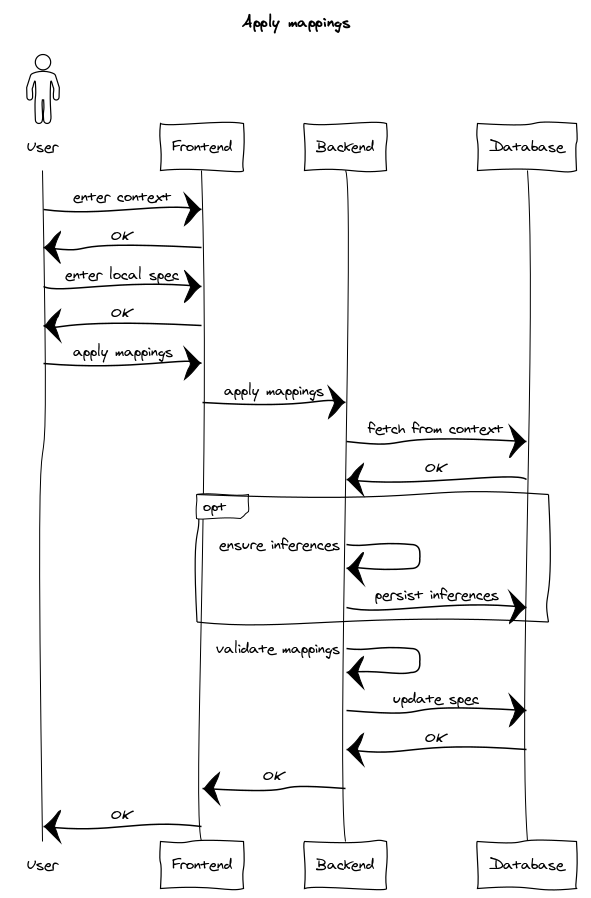 Apply mappings
User
Frontend
Backend
Database
enter context
OK
enter local spec
OK
apply mappings
apply mappings
fetch from context
OK
opt
ensure inferences
persist inferences
validate mappings
update spec
OK
OK
OK
User
Frontend
Backend
Database